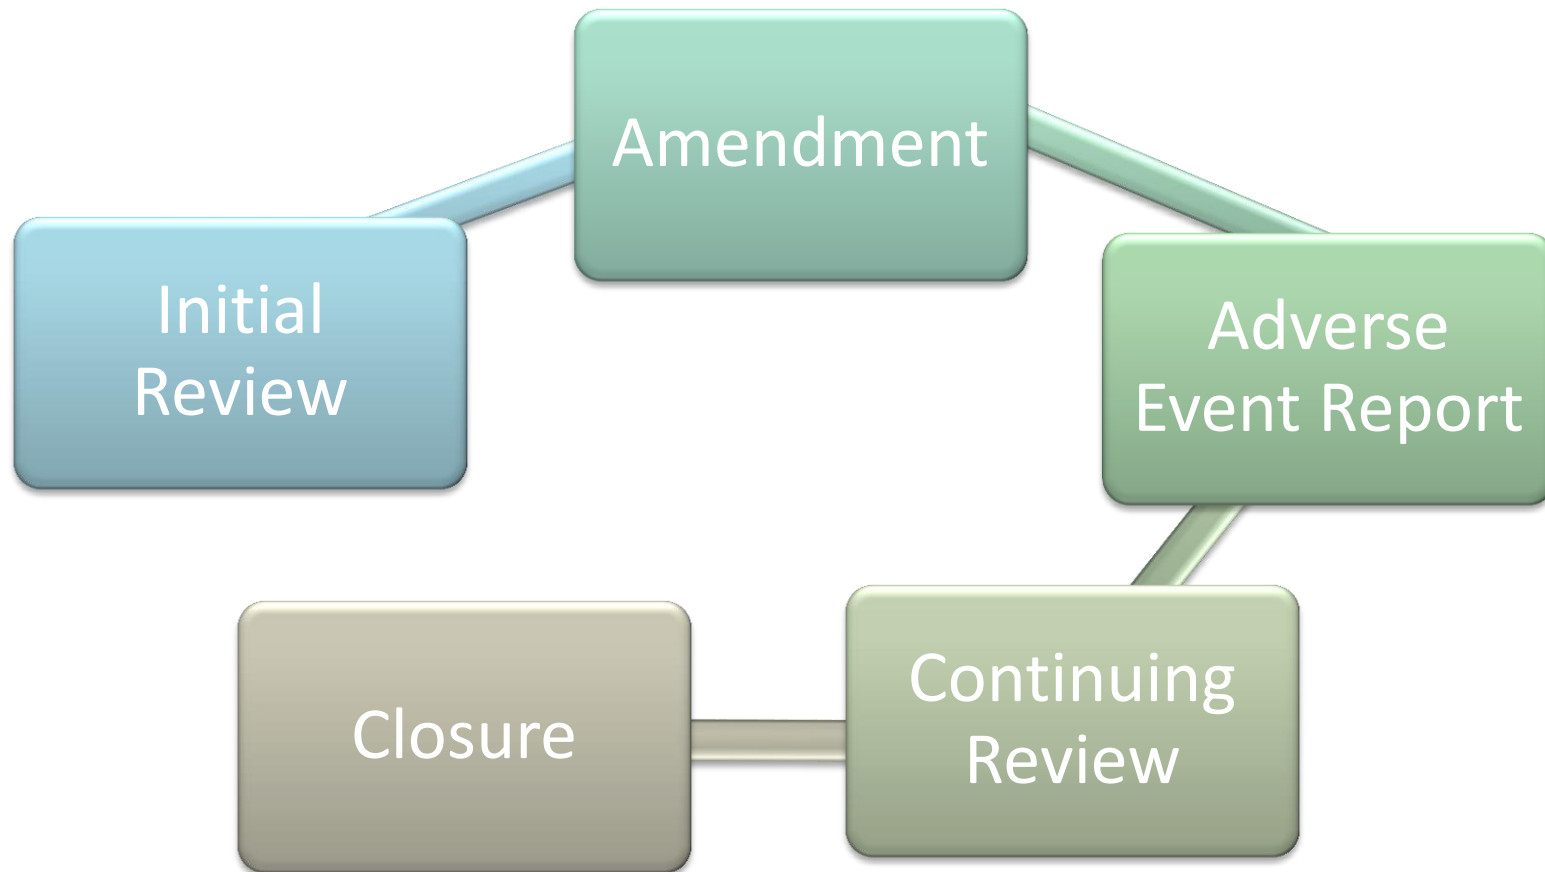 Amendment
Initial
Review
Adverse
Event Report
Continuing
Review
Closure